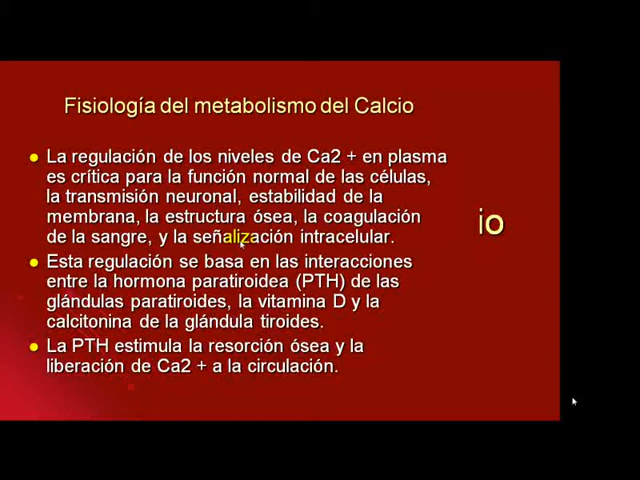 Fisiología del metabolismo del Calcio
La regulación de los niveles de Ca2 + en plasma
es crítica para la función normal de las células,
la transmisión neuronal, estabilidad de la
membrana, la estructura ósea, la coagulación
de la sangre, y la señalización intracelular.
Esta regulación se basa en las interacciones
entre la hormona paratiroidea (PTH) de las
glándulas paratiroides, la vitamina D y la
calcitonina de la glándula tiroides.
La PTH estimula la resorción ósea y la
liberación de Ca2 + a la circulación.
io